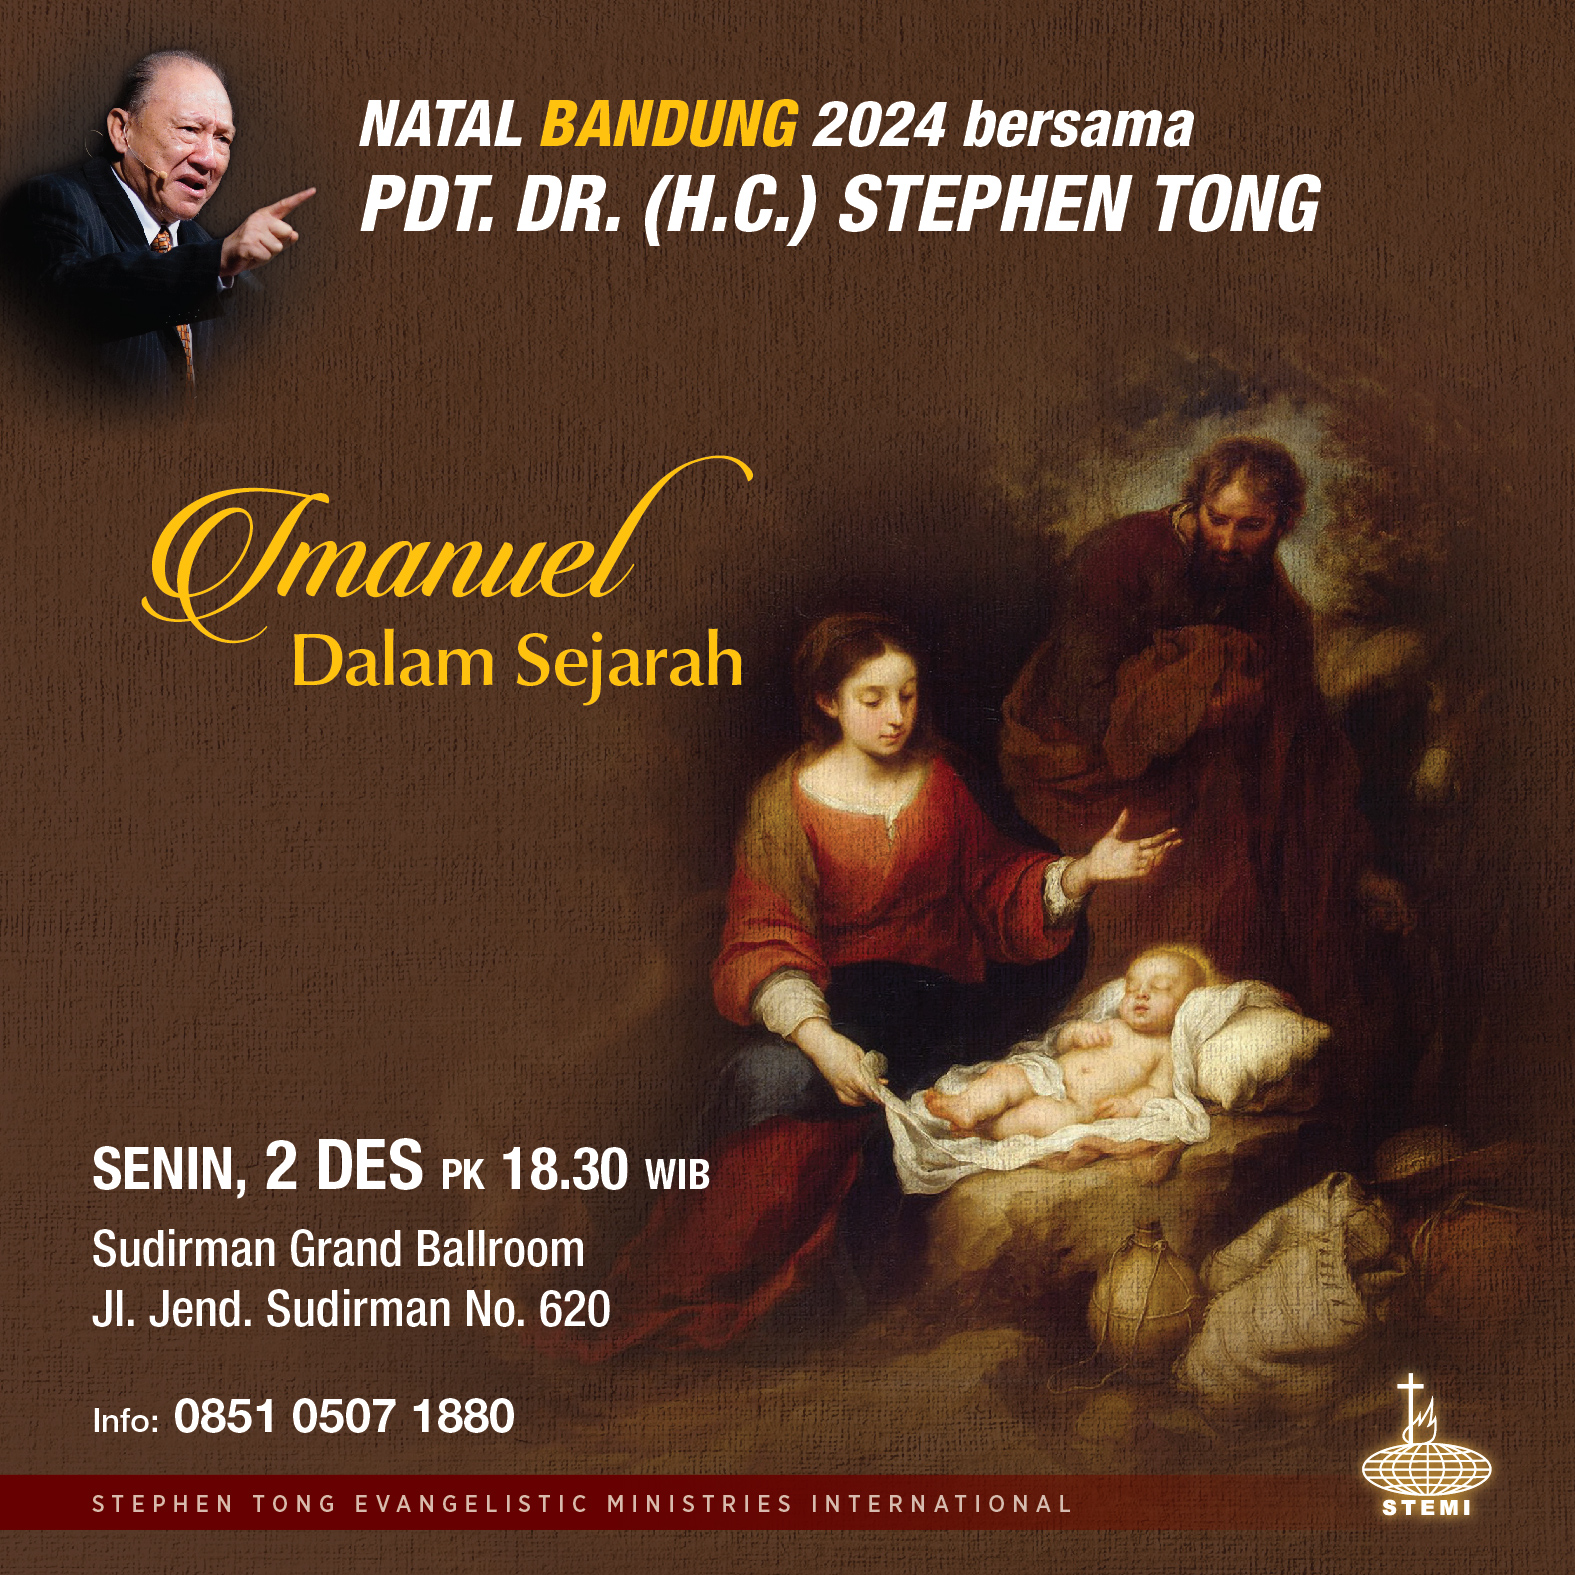 NATAL BANDUNG 2024 bersama
PDT. DR. (H.C.) STEPHEN TONG
Imanuel
Dalam Sejarah
SENIN, 2 DES PK 18.30 WIB
Sudirman Grand Ballroom
Jl. Jend. Sudirman No. 620
Info: 0851 0507 1880
STEPHEN TONG EVANGELISTIC MINISTRIES INTERNATIONAL
STEMI